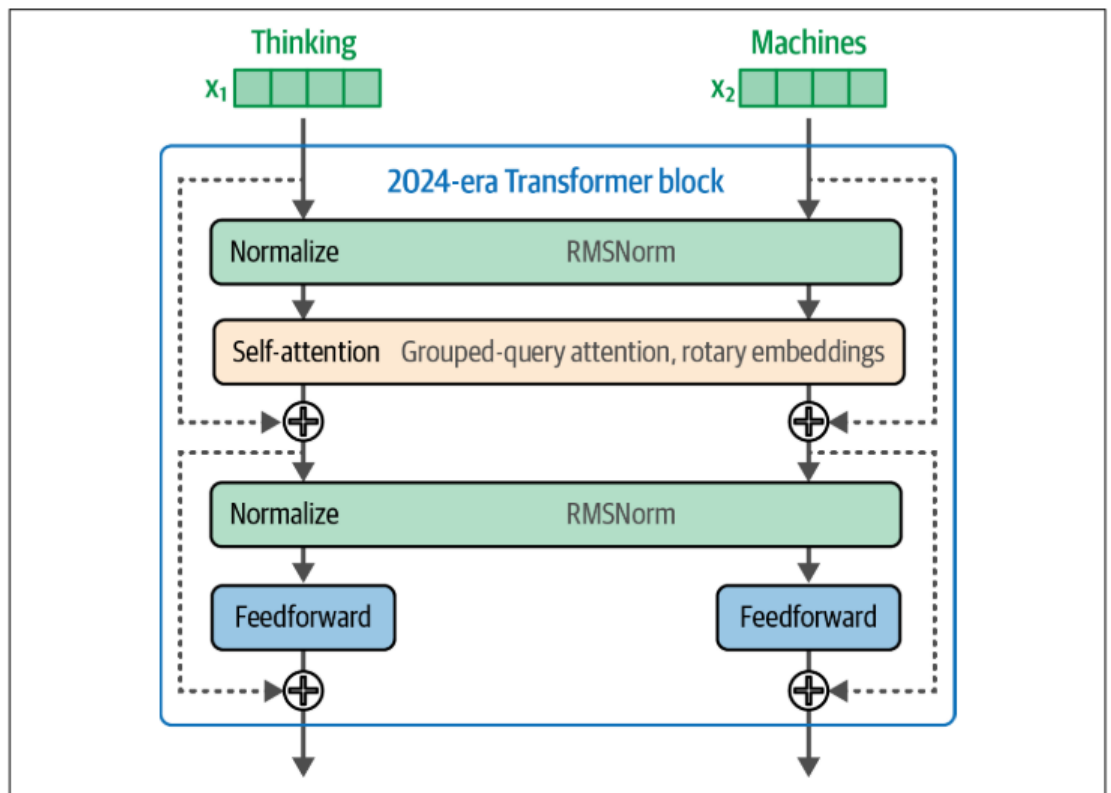 Thinking Machines
x₁ x₂
2024-era Transformer block
Normalize RMSNorm
Self-attention Grouped-query attention, rotary embeddings
Normalize RMSNorm
Feedforward Feedforward